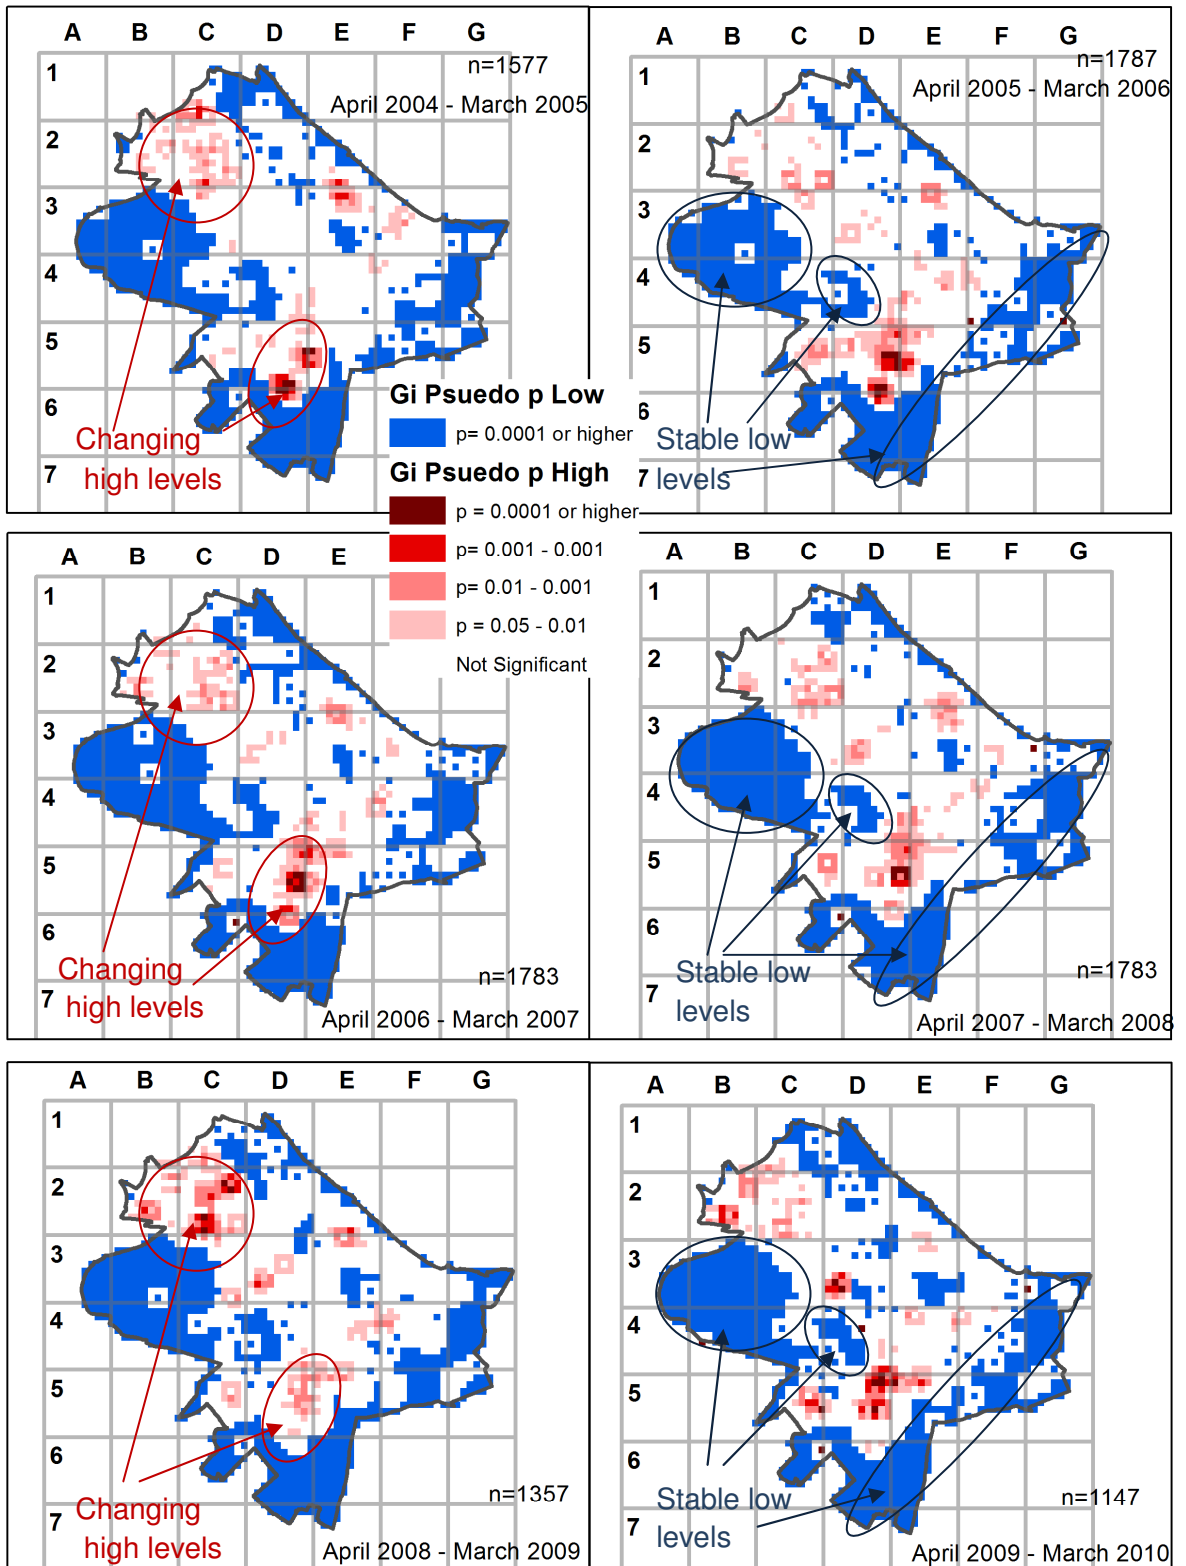 A B C D E F G
n=1577
April 2004 - March 2005
1
2
3
4
5
6
7
Changing
high levels
A B C D E F G
n=1787
April 2005 - March 2006
1
2
3
4
5
6
7
Stable low
levels
Gi Psuedo p Low
p= 0.0001 or higher
Gi Psuedo p High
p = 0.0001 or higher
p= 0.001 - 0.001
p= 0.01 - 0.001
p = 0.05 - 0.01
Not Significant
A B C D E
1
2
3
4
5
6
7
Changing
high levels
n=1783
April 2006 - March 2007
A B C D E F G
1
2
3
4
5
6
7
Stable low
levels
n=1783
April 2007 - March 2008
A B C D E F G
1
2
3
4
5
6
7
Changing
high levels
n=1357
April 2008 - March 2009
A B C D E F G
1
2
3
4
5
6
7
Stable low
levels
n=1147
April 2009 - March 2010